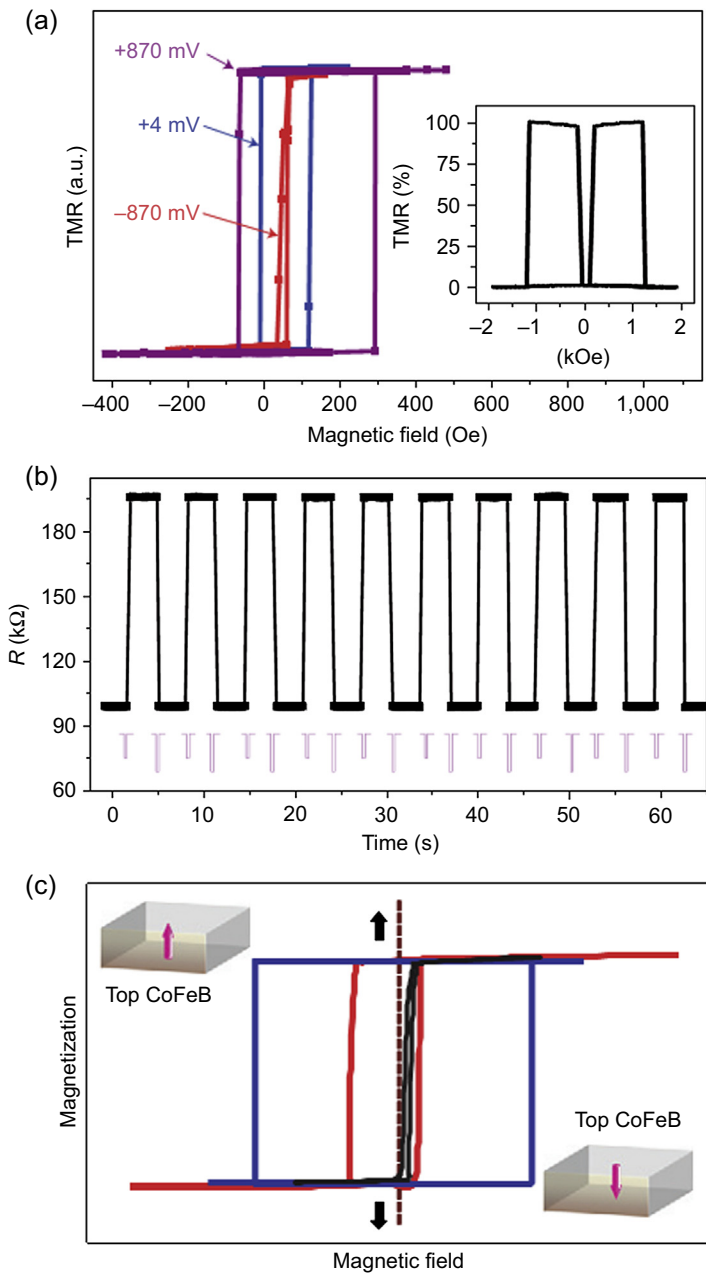 (a)
+870 mV
+4 mV
–870 mV
TMR (a.u.)
TMR (%)
100
75
50
25
0
–2
–1
0
1
2
(kOe)
–400
–200
0
200
400
600
800
1,000
Magnetic field (Oe)
(b)
R (kΩ)
180
150
120
90
60
0
10
20
30
40
50
60
Time (s)
(c)
Top CoFeB
Magnetization
Top CoFeB
Magnetic field